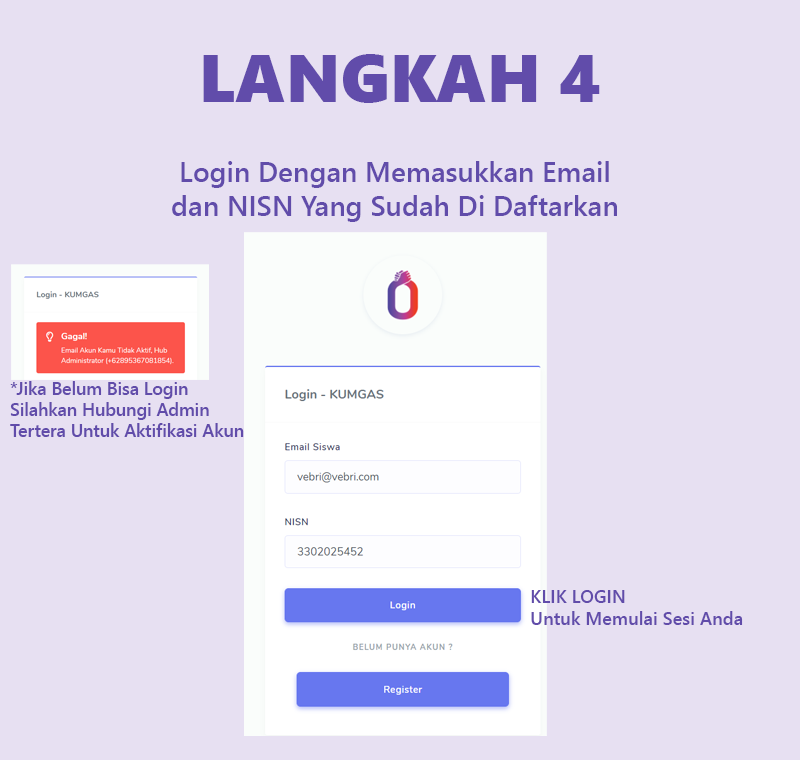 LANGKAH 4
Login Dengan Memasukkan Email
dan NISN Yang Sudah Di Daftarkan
Login - KUMGAS
Gagal!
Email Akun Kamu Tidak Aktif, Hub
Administrator (+62895367081854).
*Jika Belum Bisa Login
Silahkan Hubungi Admin
Tertera Untuk Aktifikasi Akun
Login - KUMGAS
Email Siswa
vebri@vebri.com
NISN
3302025452
Login
KLIK LOGIN
Untuk Memulai Sesi Anda
BELUM PUNYA AKUN ?
Register